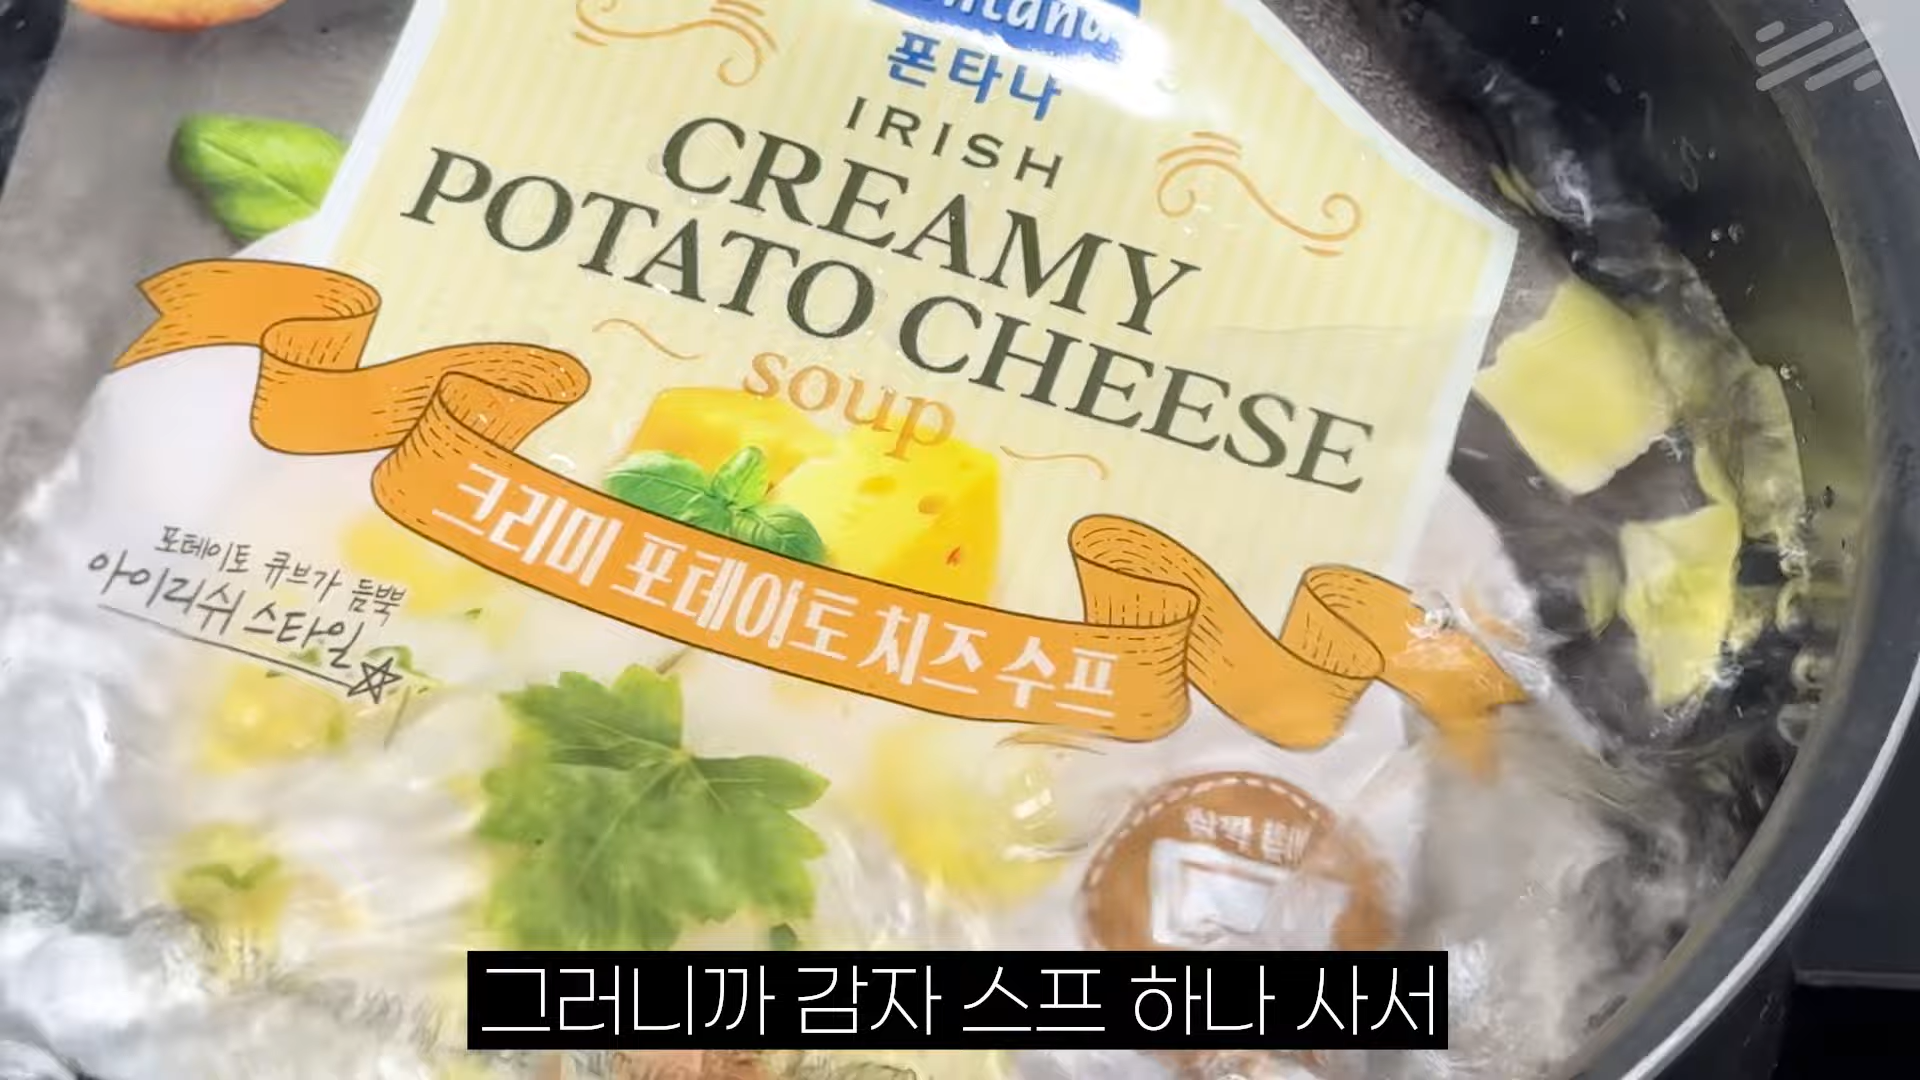 폰타나
IRISH
CREAMY
POTATO CHEESE
soup
크리미 포테이토 치즈 수프
포테이토 큐브가 듬뿍
아이리쉬 스타일
그러니까 감자 스프 하나 사서